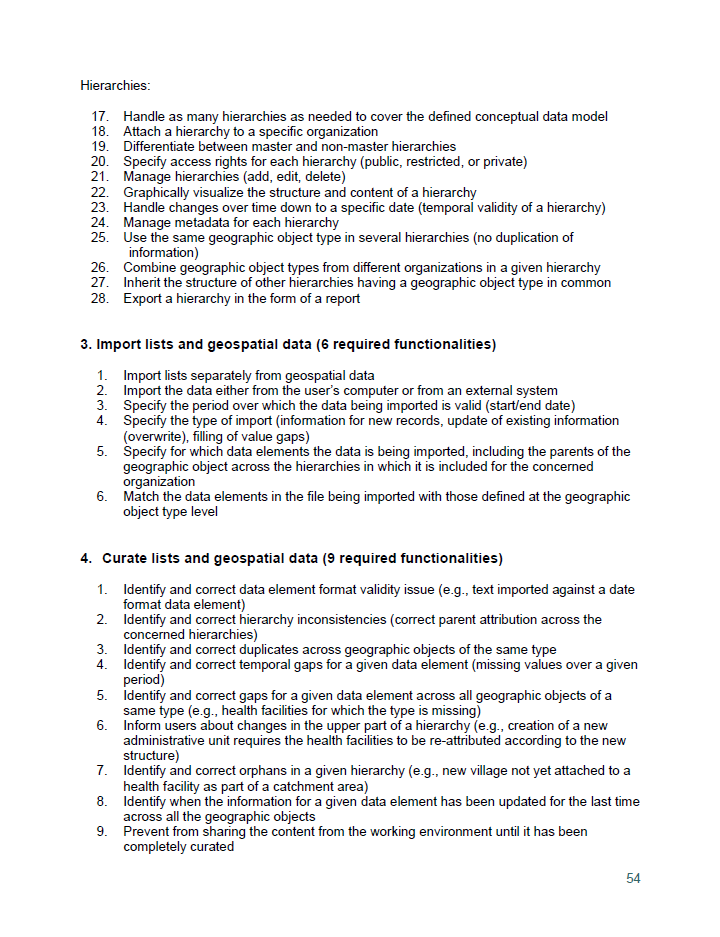 Hierarchies:
17. Handle as many hierarchies as needed to cover the defined conceptual data model
18. Attach a hierarchy to a specific organization
19. Differentiate between master and non-master hierarchies
20. Specify access rights for each hierarchy (public, restricted, or private)
21. Manage hierarchies (add, edit, delete)
22. Graphically visualize the structure and content of a hierarchy
23. Handle changes over time down to a specific date (temporal validity of a hierarchy)
24. Manage metadata for each hierarchy
25. Use the same geographic object type in several hierarchies (no duplication of
information)
26. Combine geographic object types from different organizations in a given hierarchy
27. Inherit the structure of other hierarchies having a geographic object type in common
28. Export a hierarchy in the form of a report
3. Import lists and geospatial data (6 required functionalities)
1. Import lists separately from geospatial data
2. Import the data either from the user's computer or from an external system
3. Specify the period over which the data being imported is valid (start/end date)
4. Specify the type of import (information for new records, update of existing information
(overwrite), filling of value gaps)
5. Specify for which data elements the data is being imported, including the parents of the
geographic object across the hierarchies in which it is included for the concerned
organization
6. Match the data elements in the file being imported with those defined at the geographic
object type level
4. Curate lists and geospatial data (9 required functionalities)
1. Identify and correct data element format validity issue (e.g., text imported against a date
format data element)
2. Identify and correct hierarchy inconsistencies (correct parent attribution across the
concerned hierarchies)
3. Identify and correct duplicates across geographic objects of the same type
4. Identify and correct temporal gaps for a given data element (missing values over a given
period)
5. Identify and correct gaps for a given data element across all geographic objects of a
same type (e.g., health facilities for which the type is missing)
6. Inform users about changes in the upper part of a hierarchy (e.g., creation of a new
administrative unit requires the health facilities to be re-attributed according to the new
structure)
7. Identify and correct orphans in a given hierarchy (e.g., new village not yet attached to a
health facility as part of a catchment area)
8. Identify when the information for a given data element has been updated for the last time
across all the geographic objects
9. Prevent from sharing the content from the working environment until it has been
completely curated
54